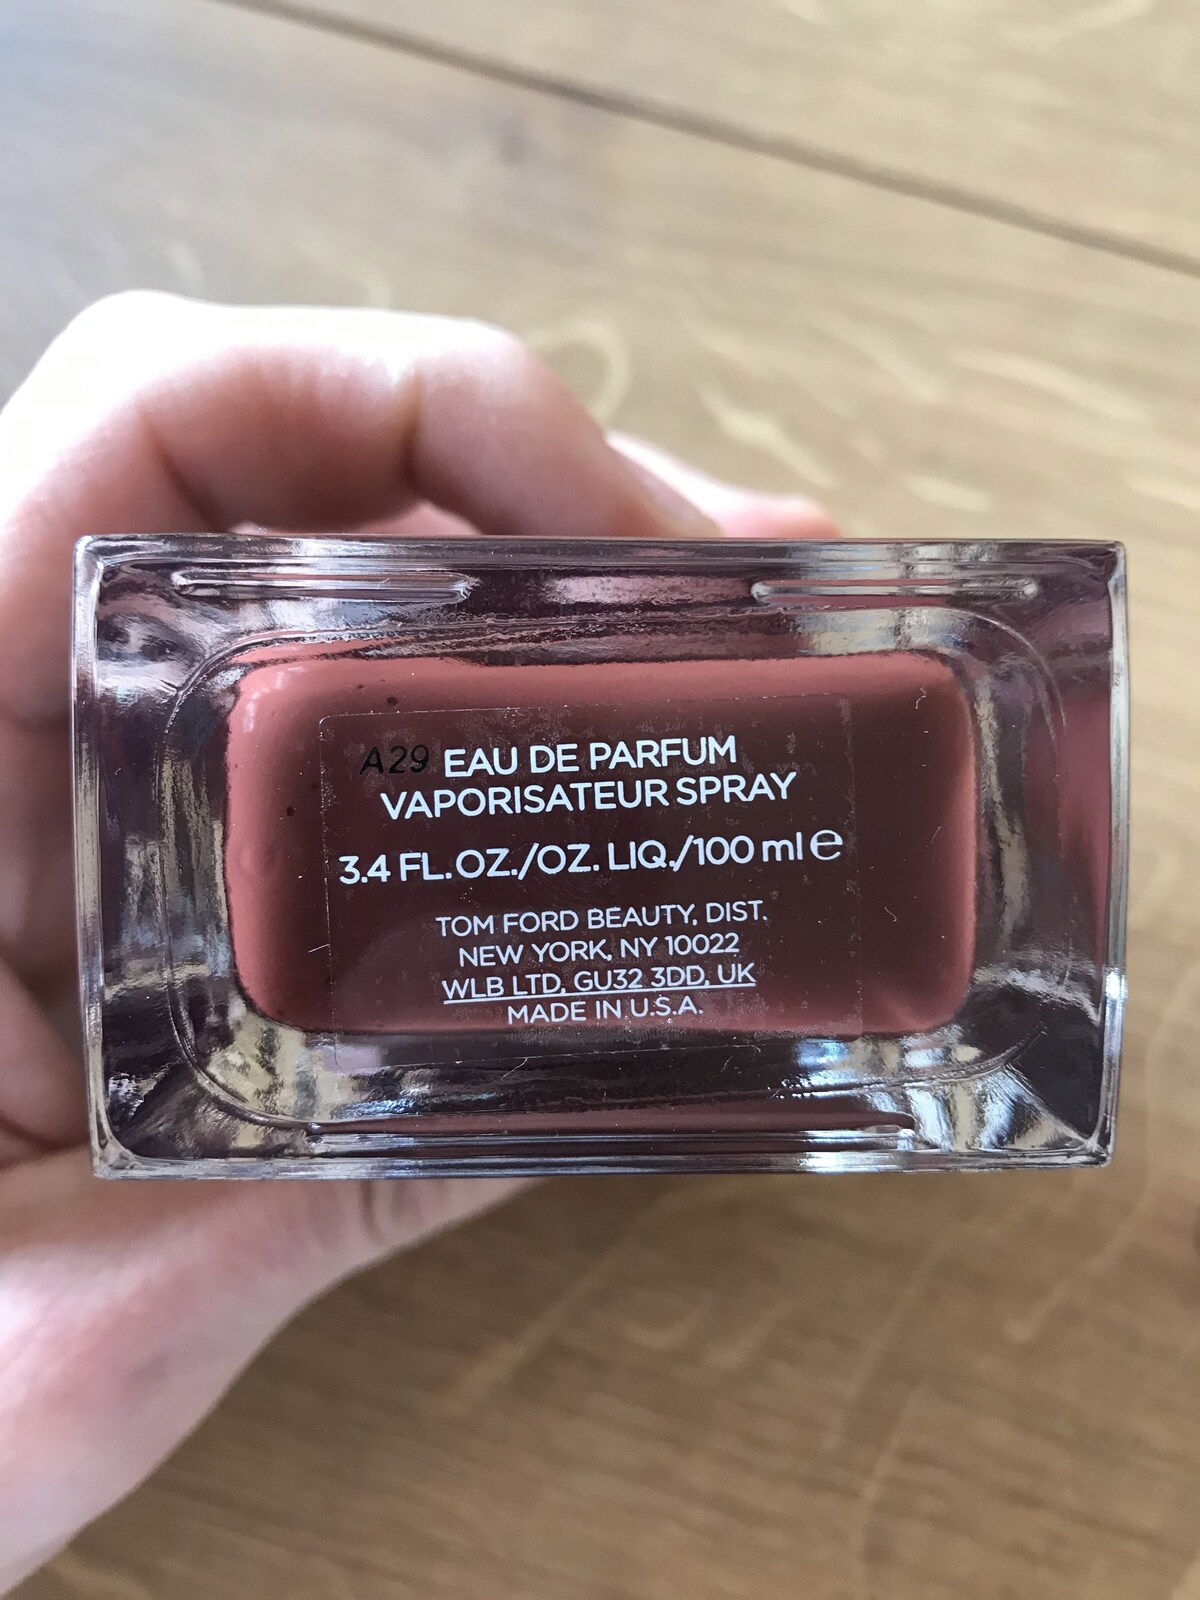 A29 EAU DE PARFUM
VAPORISATEUR SPRAY
3.4 FL. OZ./OZ. LIQ./100 ml ℮
TOM FORD BEAUTY, DIST.
NEW YORK, NY 10022
WLB LTD, GU32 3DD, UK
MADE IN U.S.A.